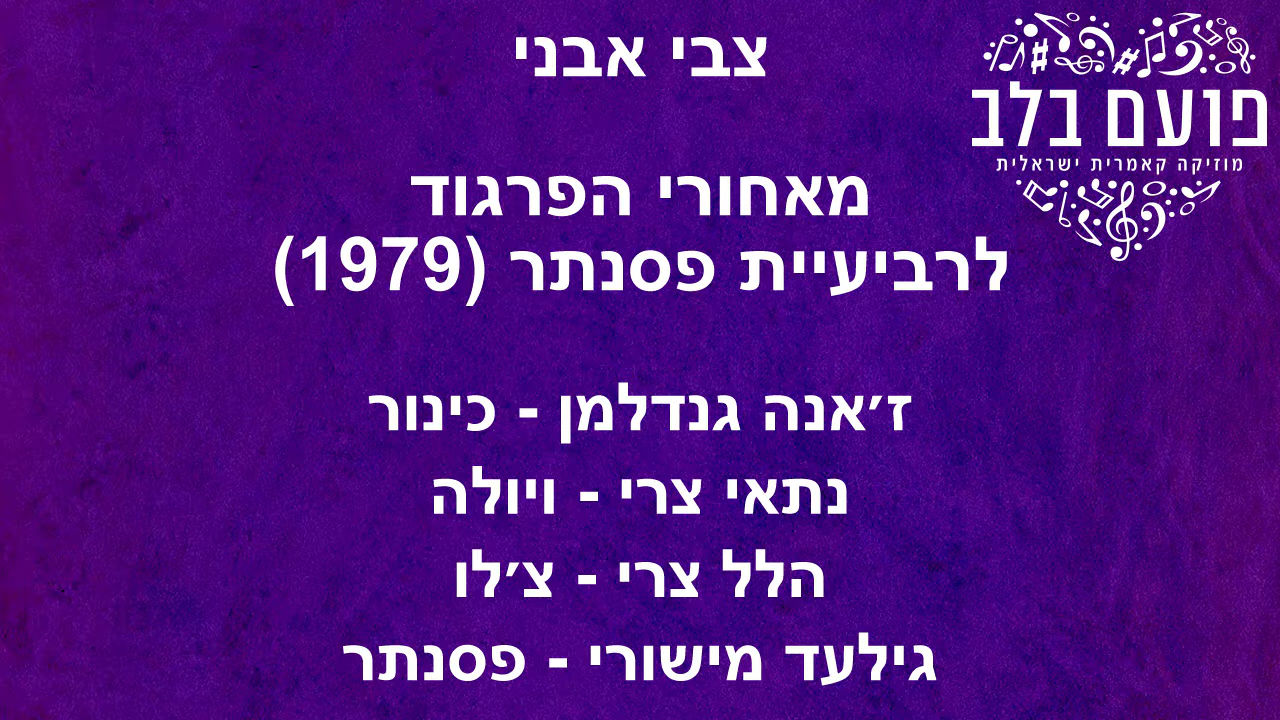 צבי אבני
פועם בלב
מוזיקה קאמרית ישראלית
מאחורי הפרגוד
לרביעיית פסנתר (1979)
ז׳אנה גנדלמן - כינור
נתאי צרי - ויולה
הלל צרי - צ׳לו
גילעד מישורי - פסנתר